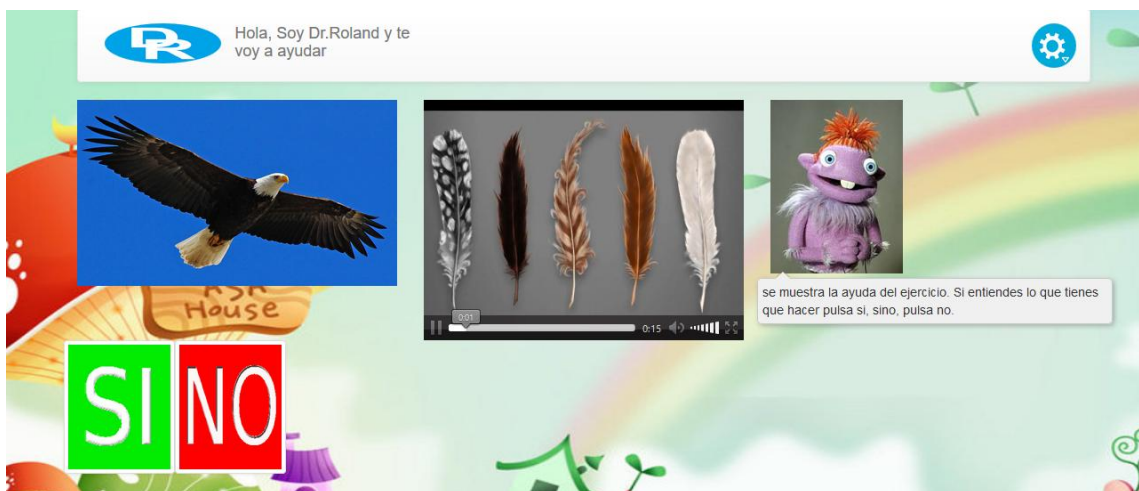 DR
Hola, Soy Dr.Roland y te
voy a ayudar
House
0:01
0:15
se muestra la ayuda del ejercicio. Si entiendes lo que tienes
que hacer pulsa si, sino, pulsa no.
SI NO